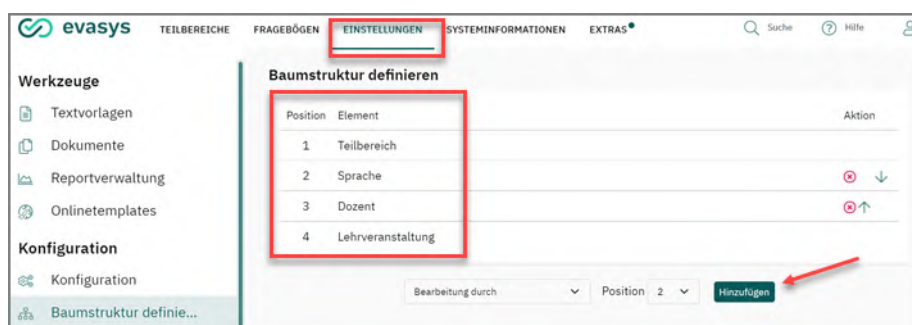 evasys TEILBEREICHE FRAGEBÖGEN EINSTELLUNGEN SYSTEMINFORMATIONEN EXTRAS Suche Hilfe
Werkzeuge
Textvorlagen
Dokumente
Reportverwaltung
Onlinetemplates
Konfiguration
Konfiguration
Baumstruktur definie...
Baumstruktur definieren
Position Element Aktion
1 Teilbereich
2 Sprache
3 Dozent
4 Lehrveranstaltung
Bearbeitung durch Position 2 Hinzufügen